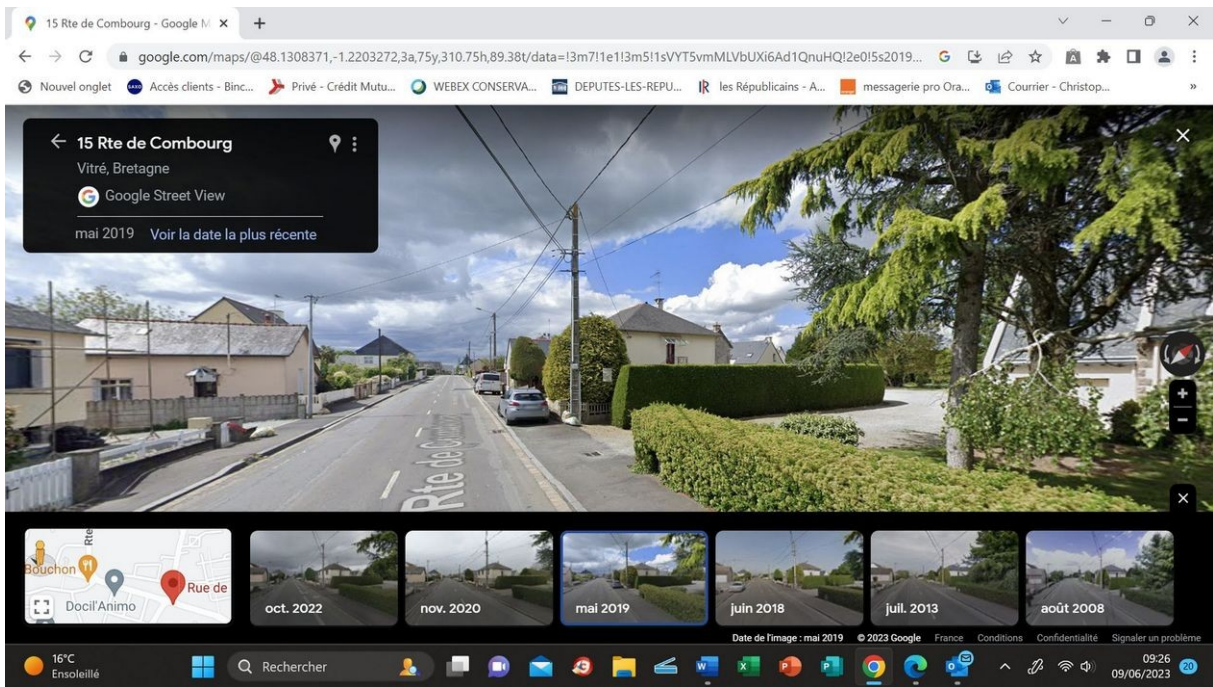 15 Rte de Combourg - Google M
google.com/maps/@48.1308371,-1.2203272,3a,75y,310.75h,89.38t/data=!3m7!1e1!3m5!1sVYT5vmMLVbUXi6Ad1QnuHQ!2e0!5s2019...
Nouvel onglet Accès clients - Binc... Privé - Crédit Mutu... WEBEX CONSERVA... DEPUTES-LES-REPU... les Républicains - A... messagerie pro Ora... Courrier - Christop...
15 Rte de Combourg
Vitré, Bretagne
Google Street View
mai 2019 Voir la date la plus récente
Rte de
Rte
Bouchon
Docil'Animo
Rue de
oct. 2022 nov. 2020 mai 2019 juin 2018 juil. 2013 août 2008
Date de l'image : mai 2019 © 2023 Google France Conditions Confidentialité Signaler un problème
16°C
Ensoleillé
Rechercher
09:26
09/06/2023
20